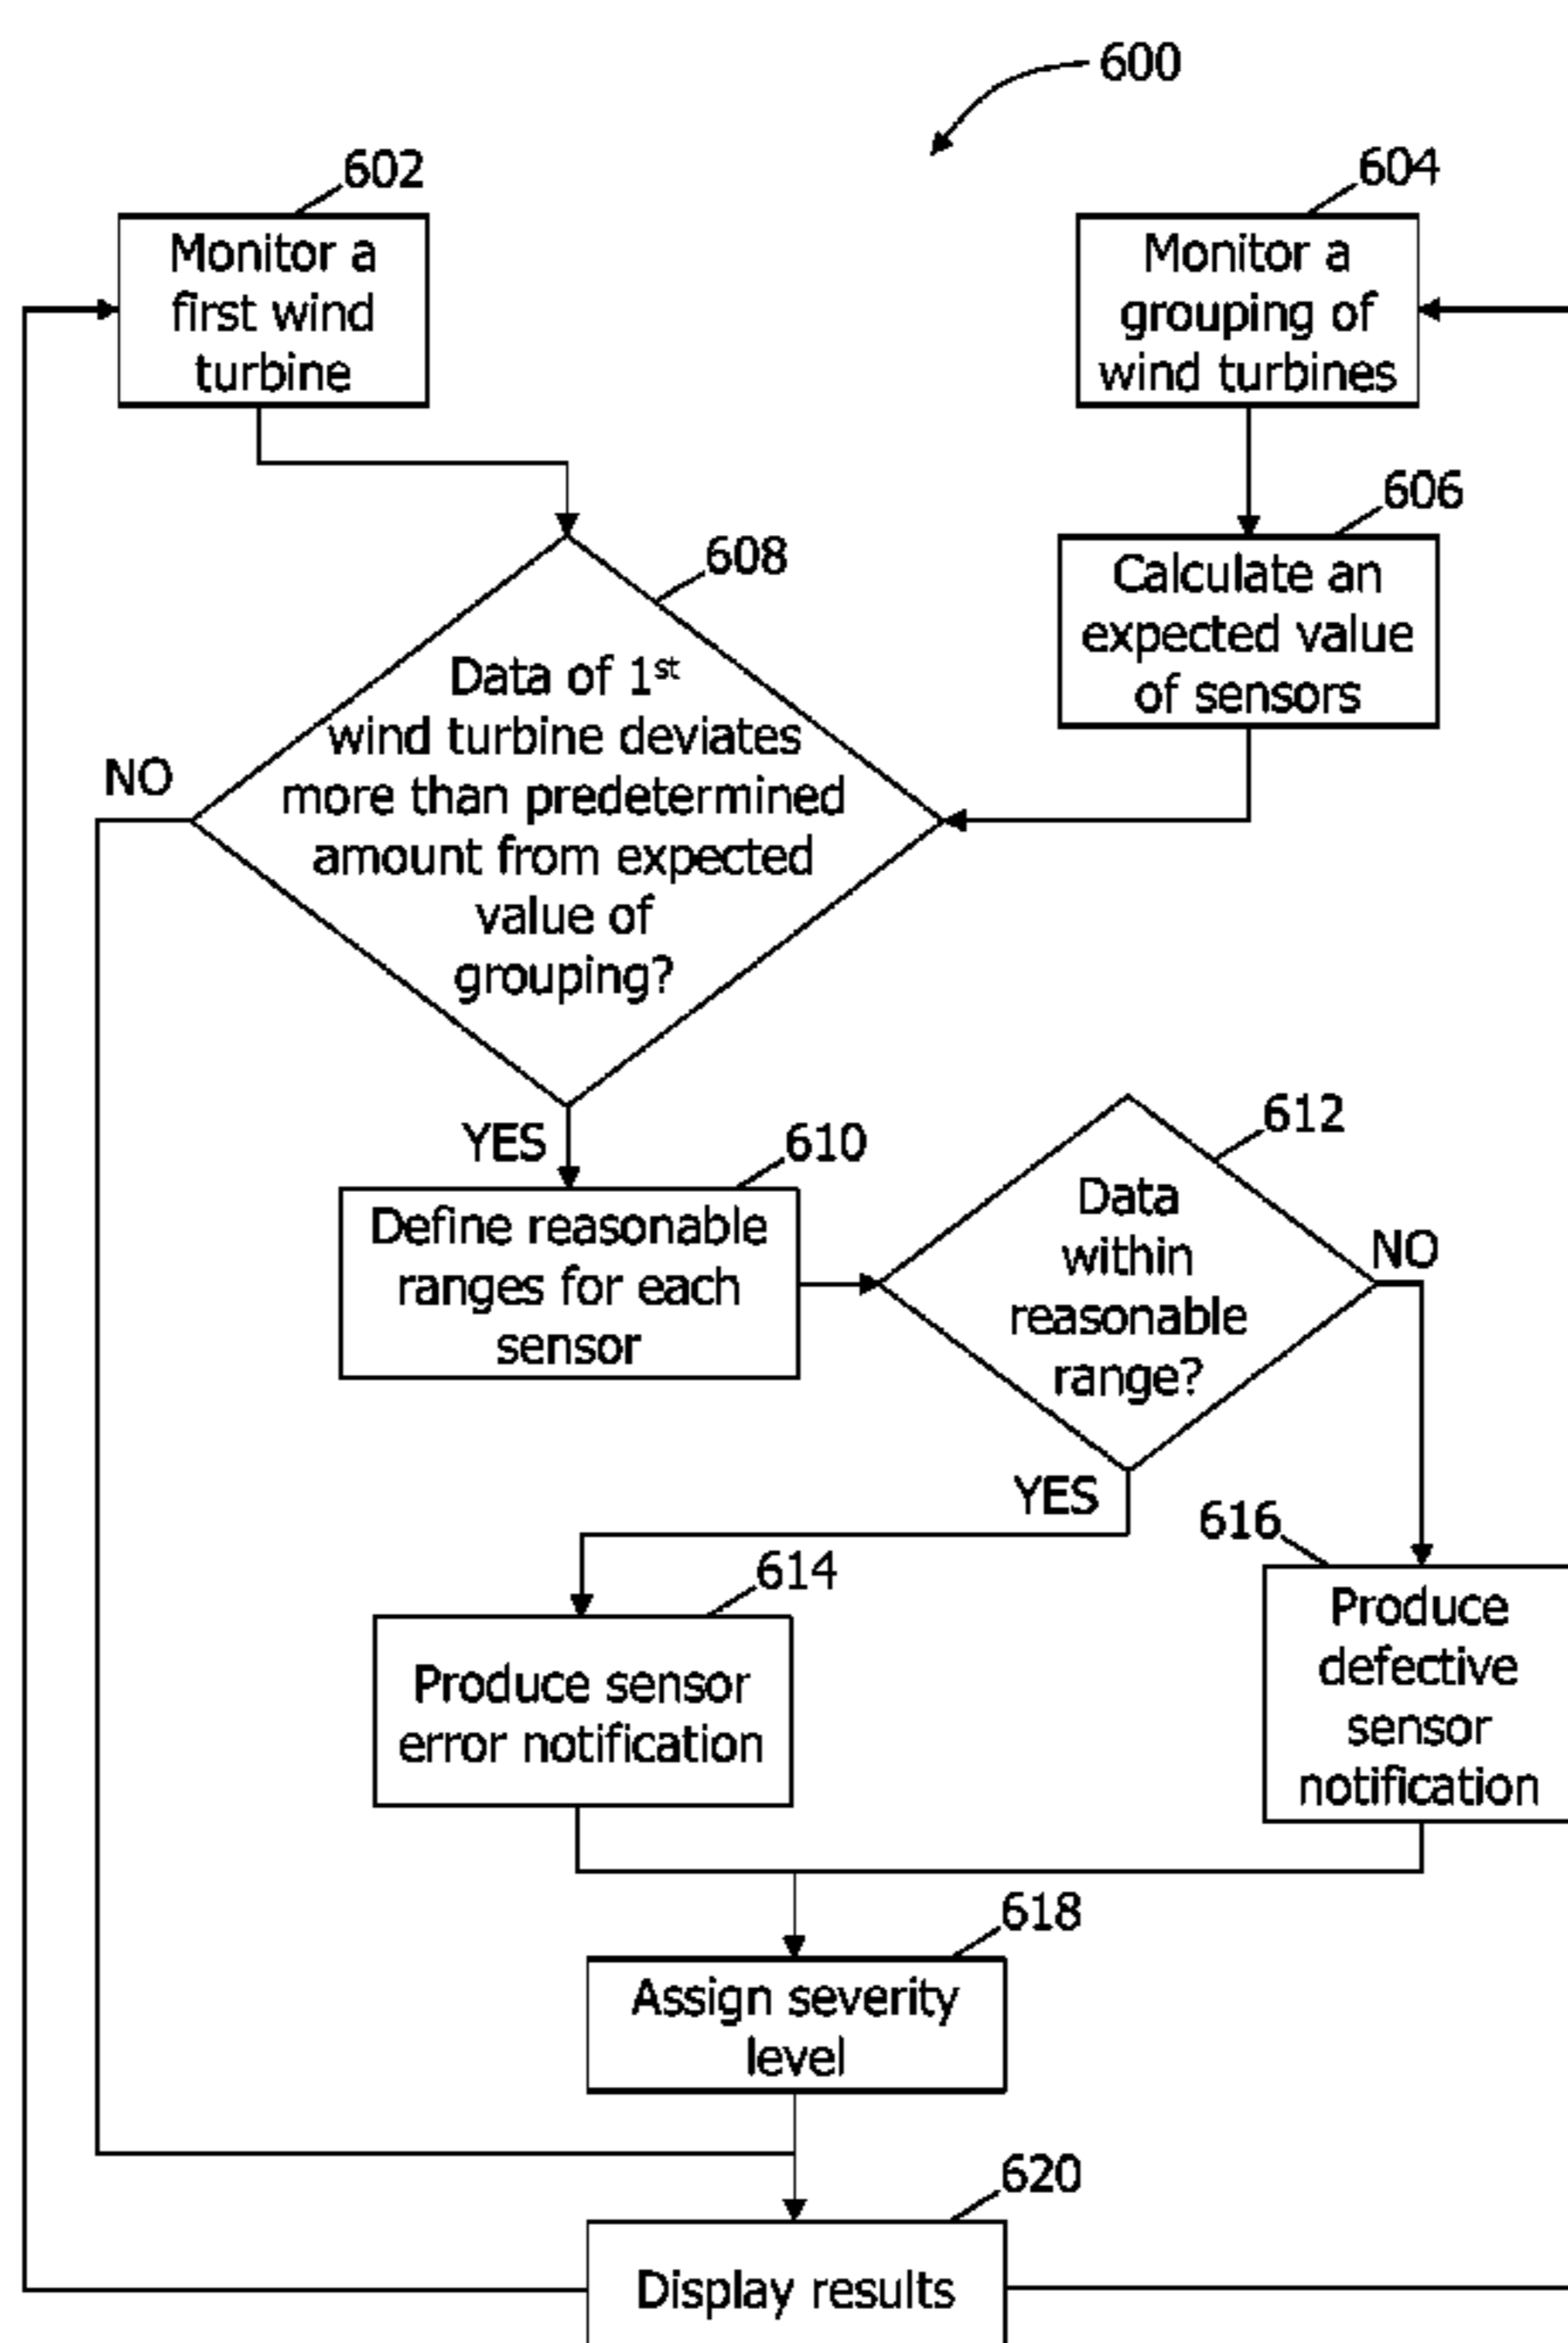 600
602
604
Monitor a
first wind
turbine
Monitor a
grouping of
wind turbines
606
Calculate an
expected value
of sensors
608
Data of 1st
wind turbine deviates
more than predetermined
amount from expected
value of
grouping?
NO
YES
610
Define reasonable
ranges for each
sensor
612
Data
within
reasonable
range?
NO
YES
614
Produce sensor
error notification
616
Produce
defective
sensor
notification
618
Assign severity
level
620
Display results